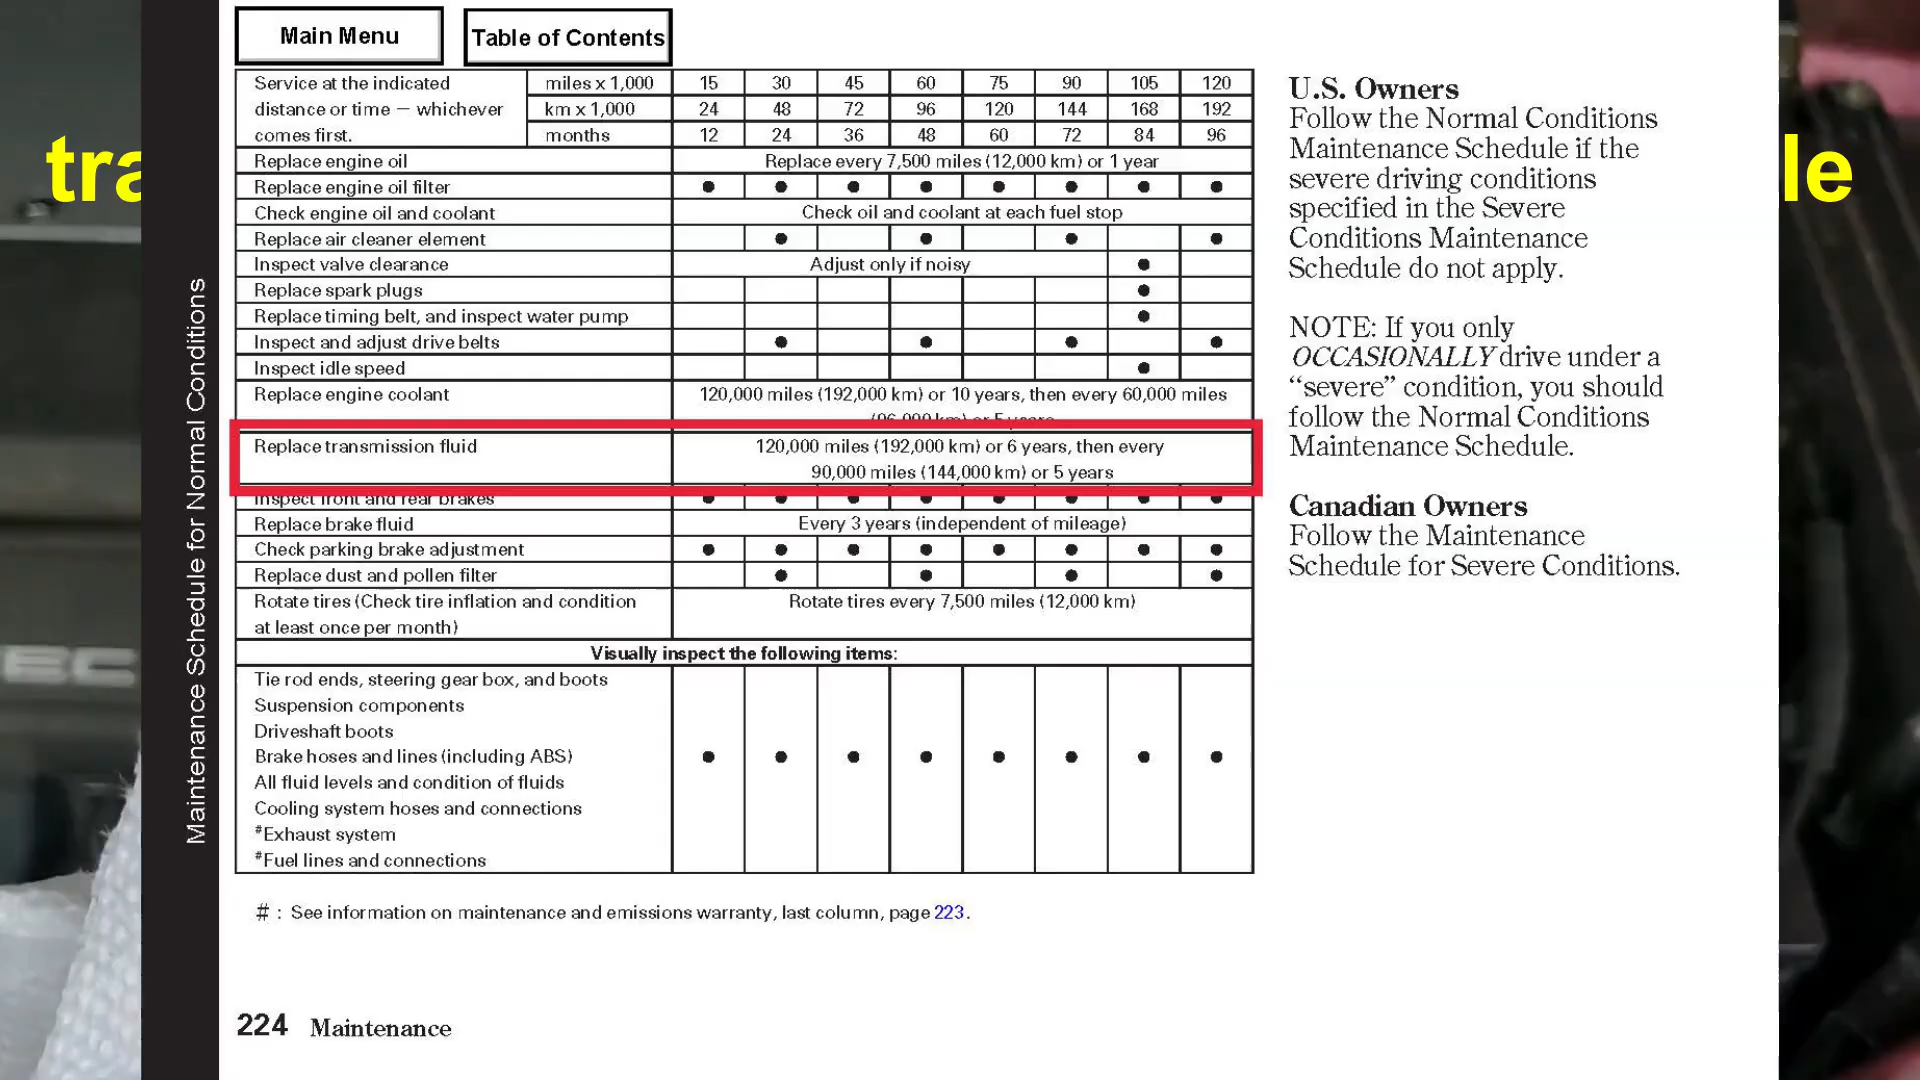 Main Menu
Table of Contents
Service at the indicated
distance or time — whichever
comes first.
miles x 1,000 15 30 45 60 75 90 105 120
km x 1,000 24 48 72 96 120 144 168 192
months 12 24 36 48 60 72 84 96
Replace engine oil Replace every 7,500 miles (12,000 km) or 1 year
Replace engine oil filter ● ● ● ● ● ● ● ●
Check engine oil and coolant Check oil and coolant at each fuel stop
Replace air cleaner element ● ● ● ●
Inspect valve clearance Adjust only if noisy ●
Replace spark plugs ●
Replace timing belt, and inspect water pump ●
Inspect and adjust drive belts ● ● ● ●
Inspect idle speed ●
Replace engine coolant 120,000 miles (192,000 km) or 10 years, then every 60,000 miles
(96,000 km) or 5 years
Replace transmission fluid 120,000 miles (192,000 km) or 6 years, then every
90,000 miles (144,000 km) or 5 years
Inspect front and rear brakes ● ● ● ● ● ● ● ●
Replace brake fluid Every 3 years (independent of mileage)
Check parking brake adjustment ● ● ● ● ● ● ● ●
Replace dust and pollen filter ● ● ● ●
Rotate tires (Check tire inflation and condition Rotate tires every 7,500 miles (12,000 km)
at least once per month)
Visually inspect the following items:
Tie rod ends, steering gear box, and boots
Suspension components
Driveshaft boots
Brake hoses and lines (including ABS) ● ● ● ● ● ● ● ●
All fluid levels and condition of fluids
Cooling system hoses and connections
#Exhaust system
#Fuel lines and connections
# : See information on maintenance and emissions warranty, last column, page 223.
224 Maintenance
Maintenance Schedule for Normal Conditions
U.S. Owners
Follow the Normal Conditions
Maintenance Schedule if the
severe driving conditions
specified in the Severe
Conditions Maintenance
Schedule do not apply.
NOTE: If you only
OCCASIONALLY drive under a
“severe” condition, you should
follow the Normal Conditions
Maintenance Schedule.
Canadian Owners
Follow the Maintenance
Schedule for Severe Conditions.
EC